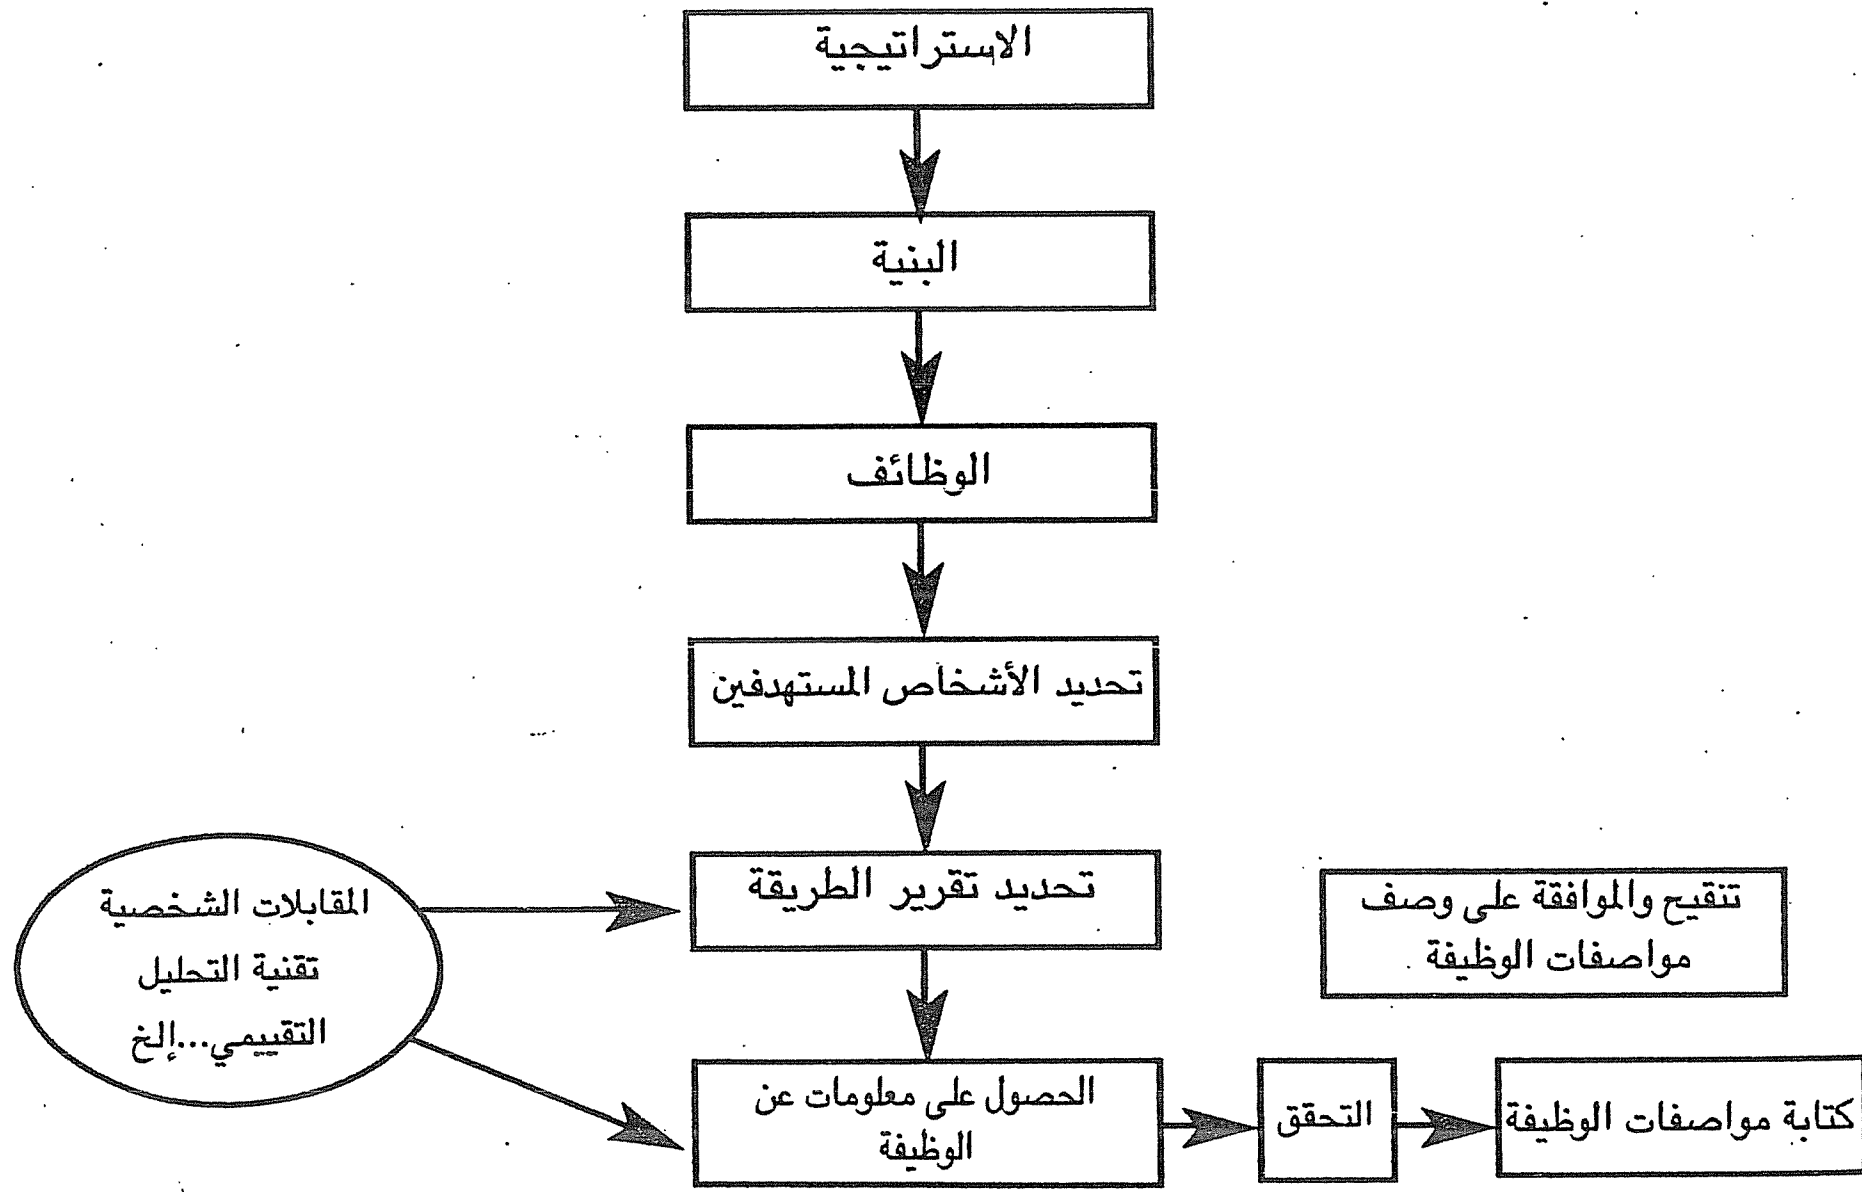 الاستراتيجية
البنية
الوظائف
تحديد الأشخاص المستهدفين
تحديد تقرير الطريقة
المقابلات الشخصية
تقنية التحليل
التقييمي...إلخ
الحصول على معلومات عن
الوظيفة
التحقق
كتابة مواصفات الوظيفة
تنقيح والموافقة على وصف
مواصفات الوظيفة